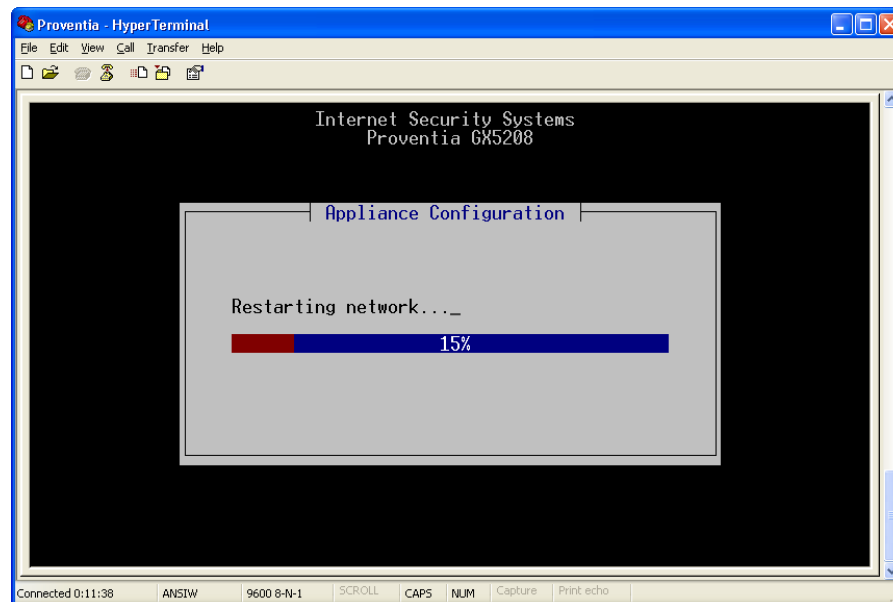 Proventia - HyperTerminal
File Edit View Call Transfer Help
Internet Security Systems
Proventia GX5208
Appliance Configuration
Restarting network..._
15%
Connected 0:11:38 ANSIW 9600 8-N-1 SCROLL CAPS NUM Capture Print echo